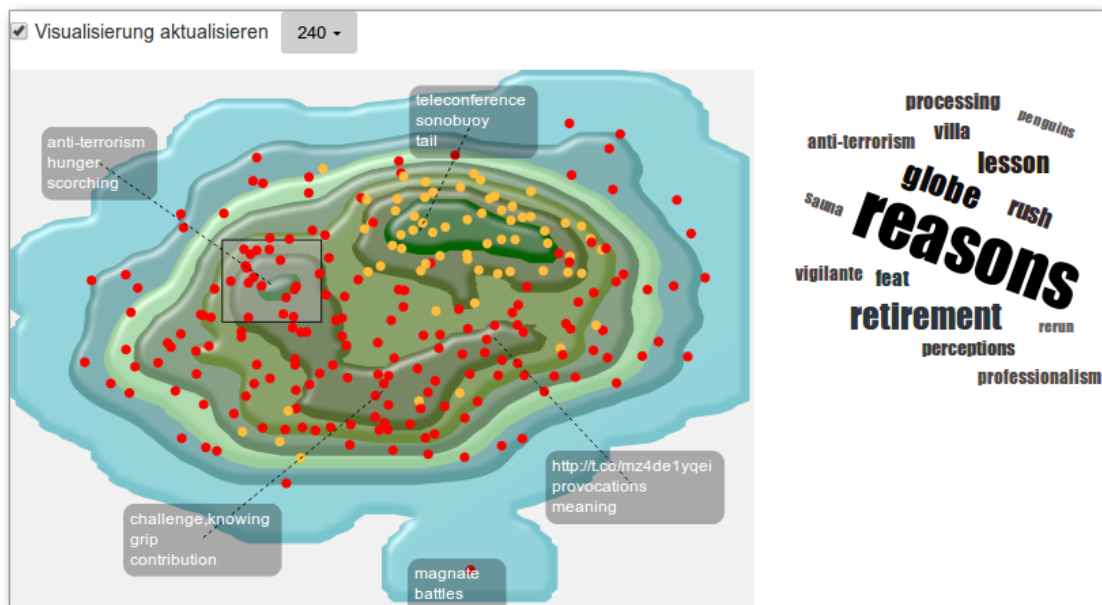 Visualisierung aktualisieren 240
teleconference
sonobuoy
tail
anti-terrorism
hunger
scorching
http://t.co/mz4de1yqei
provocations
meaning
challenge,knowing
grip
contribution
magnate
battles
processing
penguins
anti-terrorism
villa
lesson
globe
sauna
rush
reasons
vigilante
feat
retirement
rerun
perceptions
professionalism